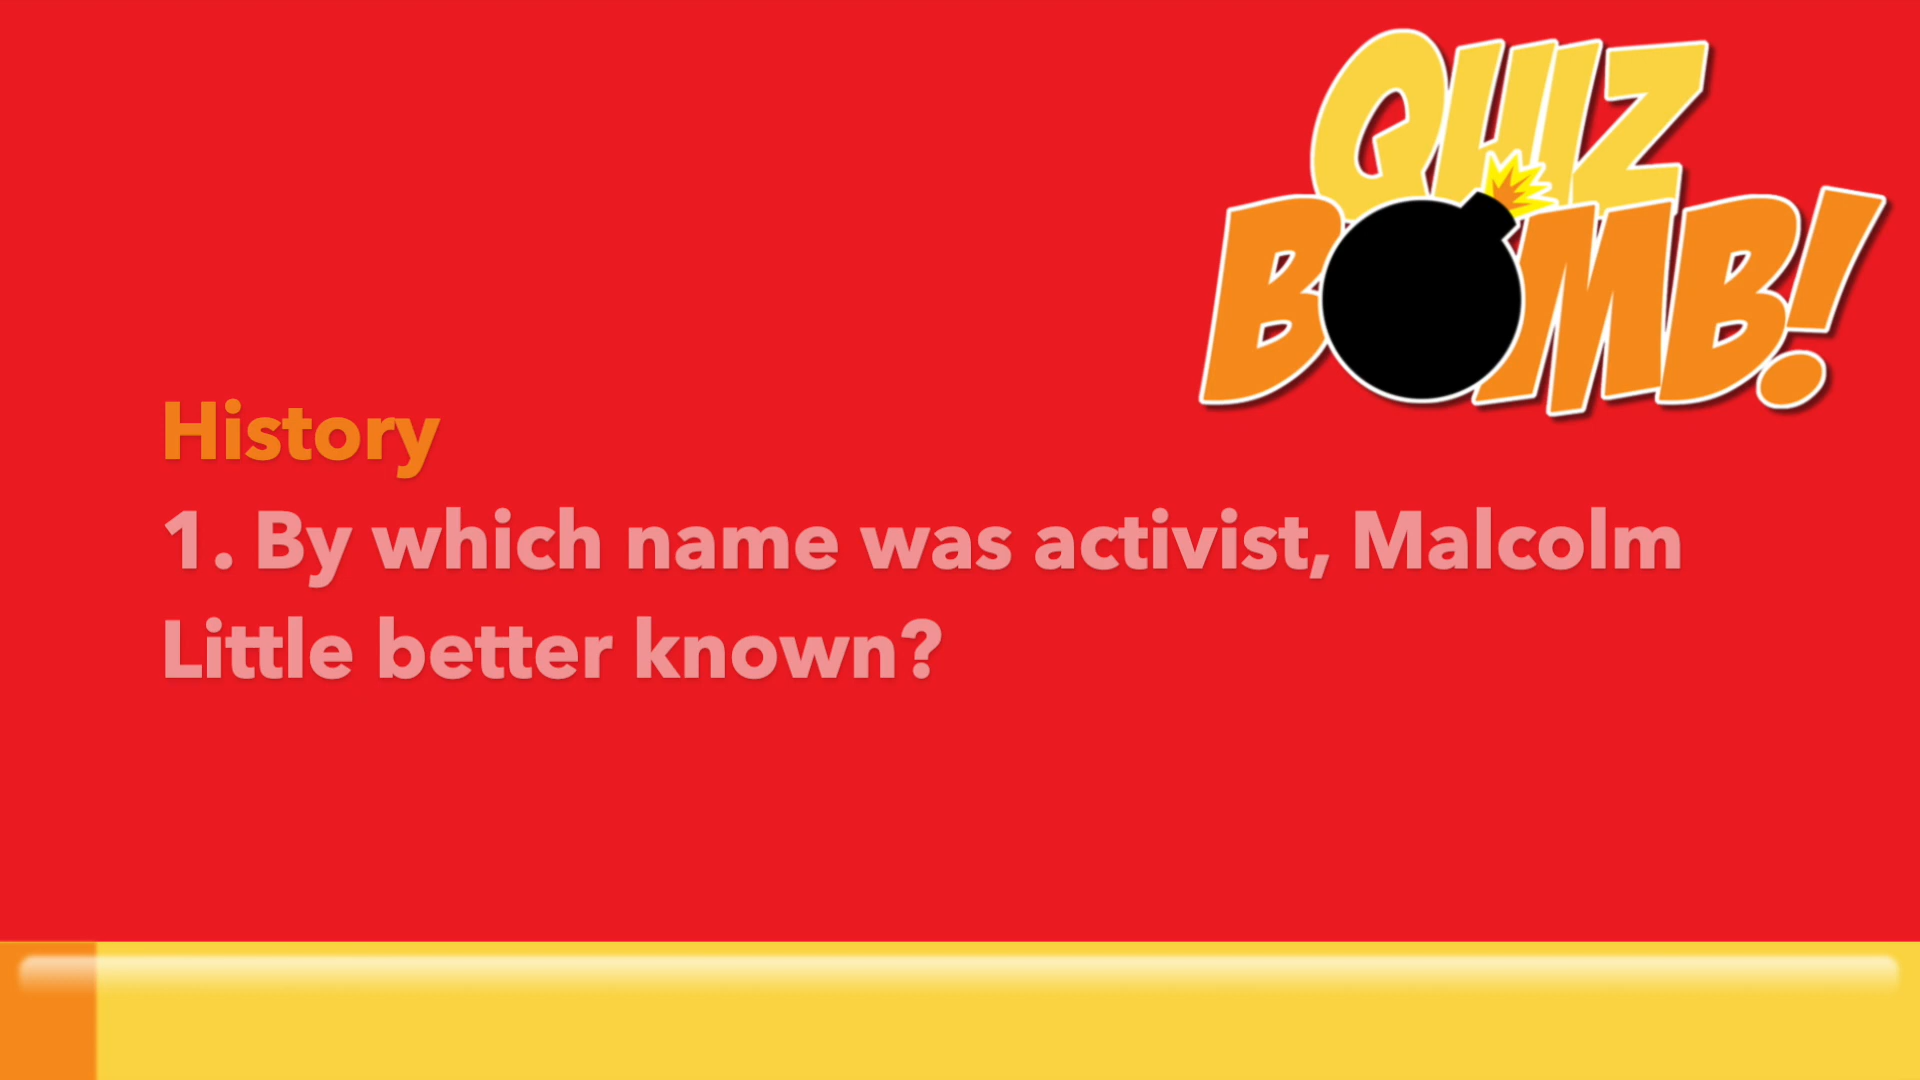 QUIZ
BOMB!
History
1. By which name was activist, Malcolm
Little better known?